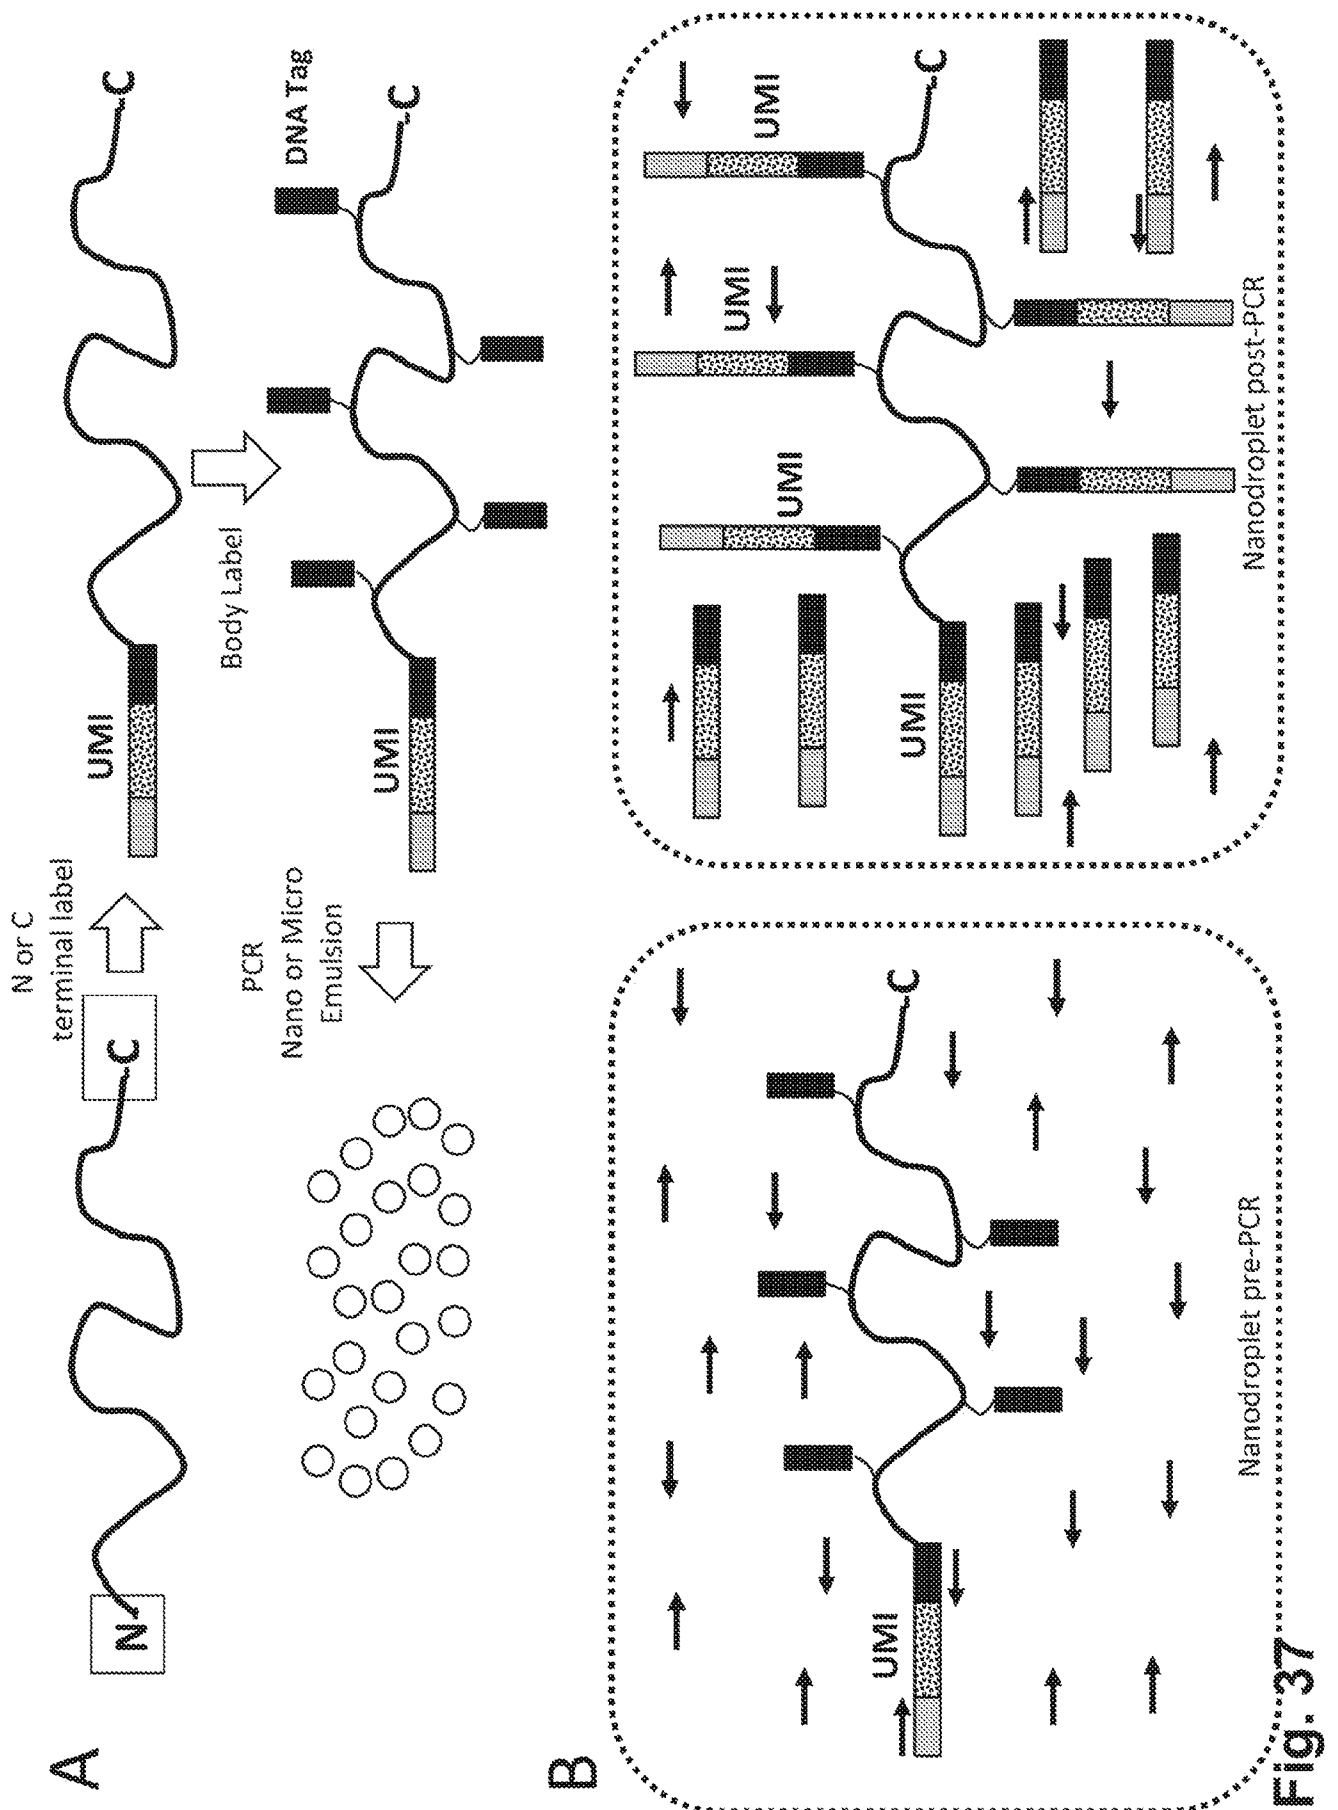 A
N
C
N or C
terminal label
UMI
C
Body Label
DNA Tag
C
UMI
PCR
Nano or Micro
Emulsion
B
UMI
C
Nanodroplet pre-PCR
UMI
UMI
UMI
UMI
C
Nanodroplet post-PCR
Fig. 37